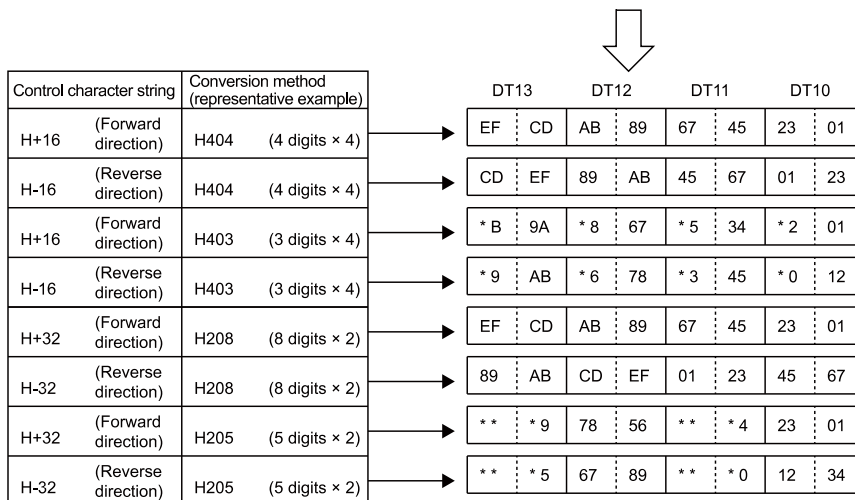 DT13 DT12 DT11 DT10
Control character string Conversion method (representative example)
H+16 (Forward direction) H404 (4 digits × 4) EF CD AB 89 67 45 23 01
H-16 (Reverse direction) H404 (4 digits × 4) CD EF 89 AB 45 67 01 23
H+16 (Forward direction) H403 (3 digits × 4) * B 9A * 8 67 * 5 34 * 2 01
H-16 (Reverse direction) H403 (3 digits × 4) * 9 AB * 6 78 * 3 45 * 0 12
H+32 (Forward direction) H208 (8 digits × 2) EF CD AB 89 67 45 23 01
H-32 (Reverse direction) H208 (8 digits × 2) 89 AB CD EF 01 23 45 67
H+32 (Forward direction) H205 (5 digits × 2) * * * 9 78 56 * * * 4 23 01
H-32 (Reverse direction) H205 (5 digits × 2) * * * 5 67 89 * * * 0 12 34